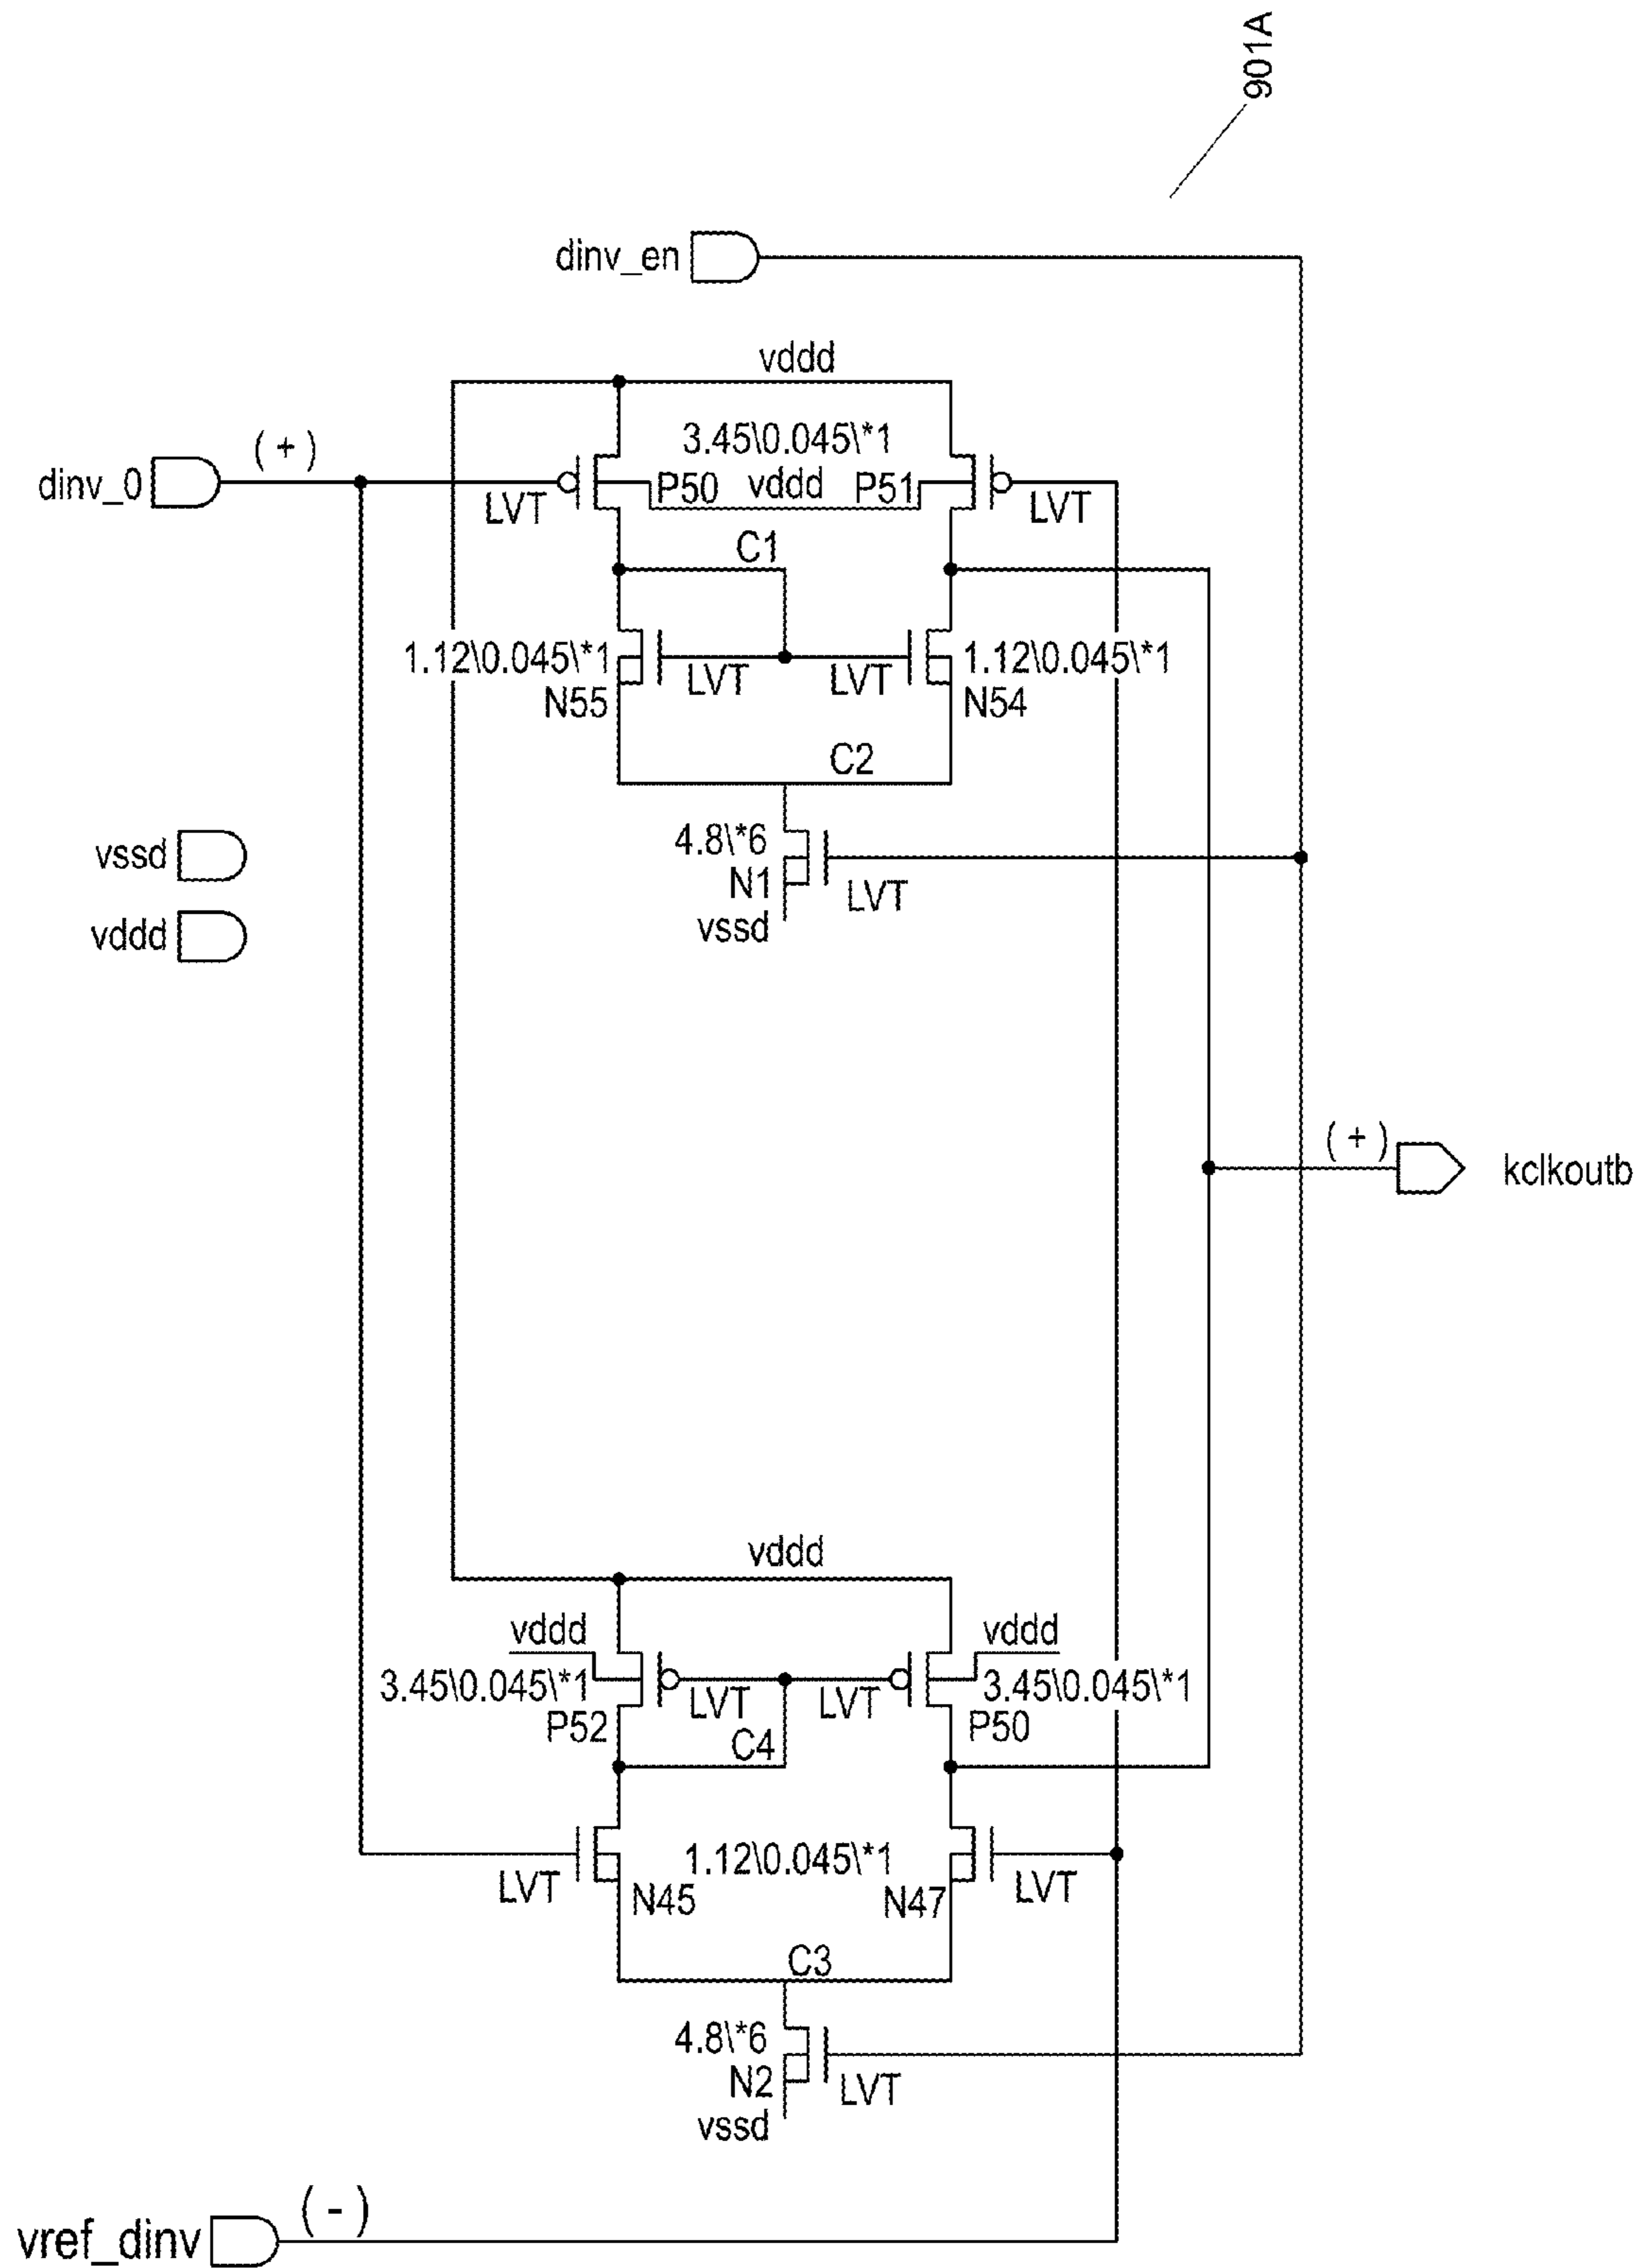 901A
dinv_en
vddd
(+)
3.45\0.045\*1
dinv_0
P50 vddd P51
LVT
LVT
C1
1.12\0.045\*1
LVT
LVT
1.12\0.045\*1
N55
N54
C2
4.8\*6
vssd
N1
LVT
vssd
vddd
(+)
kclkoutb
vddd
vddd
vddd
3.45\0.045\*1
LVT
LVT
3.45\0.045\*1
P52
C4
P50
1.12\0.045\*1
LVT
N45
N47
LVT
C3
4.8\*6
N2
LVT
vssd
(-)
vref_dinv